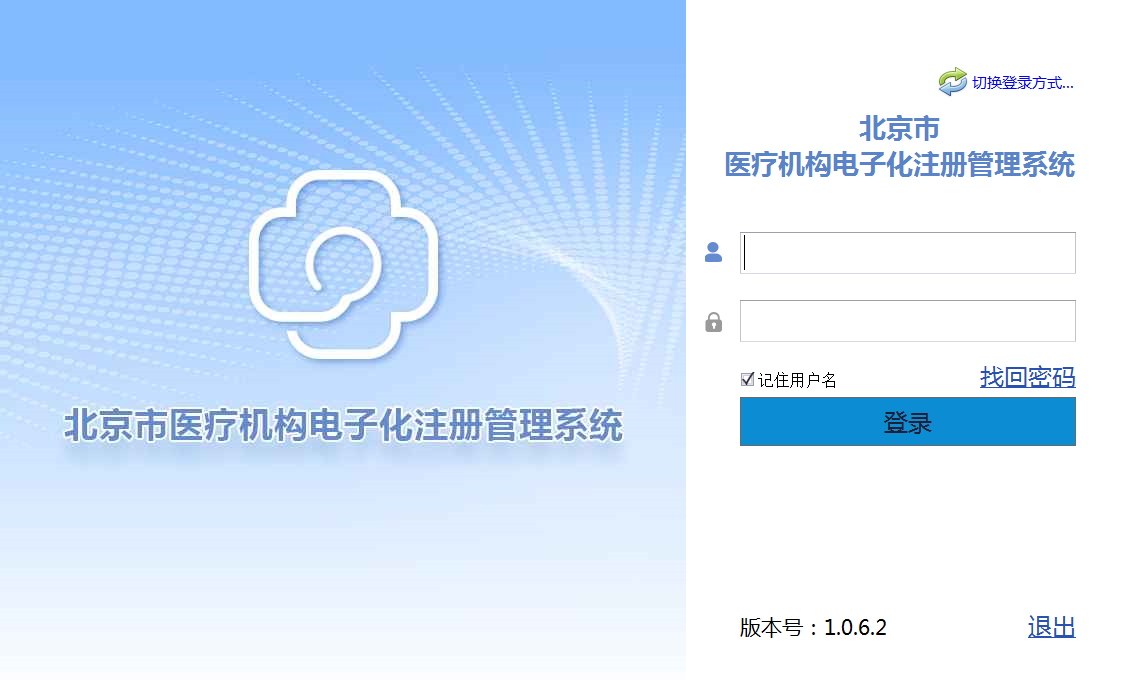 北京市医疗机构电子化注册管理系统
切换登录方式...
北京市
医疗机构电子化注册管理系统
记住用户名
找回密码
登录
版本号：1.0.6.2
退出